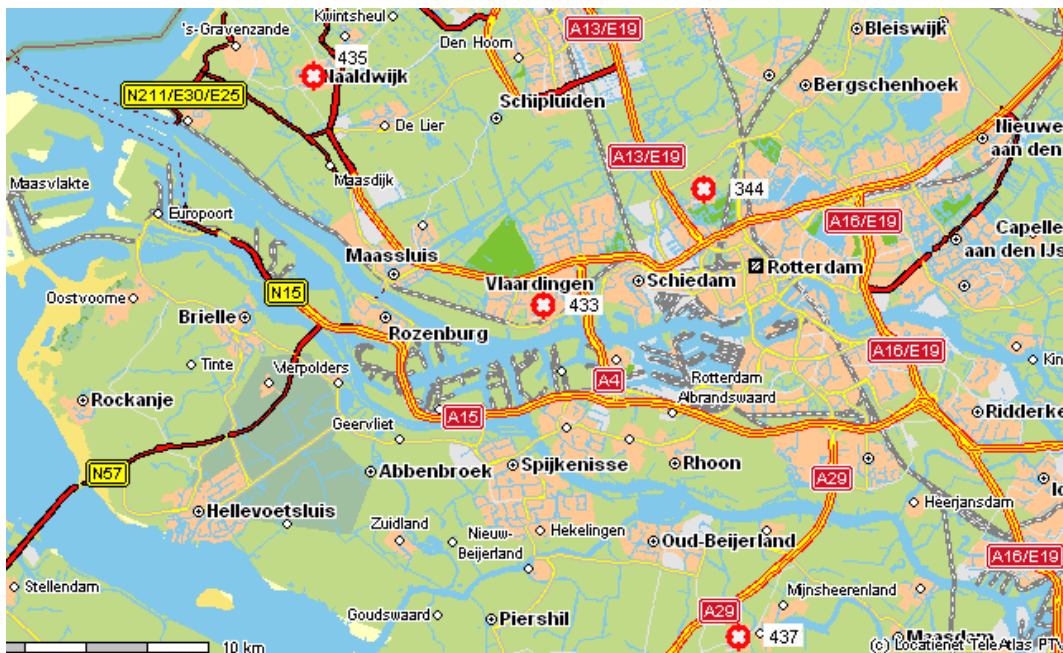 Kwintsheul
's-Gravenzande
A13/E19
Bleiswijk
Den Hoorn
435
Naaldwijk
Bergschenhoek
N211/E30/E25
Schipluiden
De Lier
Nieuwe
aan den
A13/E19
Maasdijk
Maasvlakte
344
Europoort
A16/E19
Capelle
aan den IJs
Maassluis
Rotterdam
Schiedam
Vlaardingen
N15
Oostvoorne
433
Brielle
Rozenburg
A16/E19
Kin
Tinte
Vierpolders
A4
Rotterdam
Albrandswaard
Rockanje
A15
Ridderke
Geervliet
N57
Abbenbroek
Spijkenisse
Rhoon
A29
Hellevoetsluis
Heerjansdam
Zuidland
Nieuw-
Beijerland
Hekelingen
Oud-Beijerland
A16/E19
Stellendam
Mijnsheerenland
Goudswaard
Piershil
A29
437
Maasdam
10 km
(c) Locatienet TeleAtlas PTV